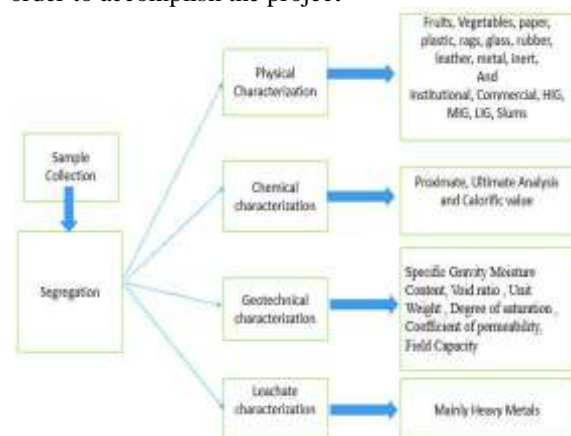 order to accomplish the project
Fruits, Vegetables, paper,
plastic, rags, glass, rubber,
leather, metal, inert,
And
Institutional, Commercial, HIG,
MIG, LIG, Slums
Physical
Characterization
Sample
Collection
Segregation
Chemical
characterization
Proximate, Ultimate Analysis
and Calorific value
Geotechnical
characterization
Specific Gravity Moisture
Content, Void ratio , Unit
Weight , Degree of saturation ,
Coefficient of permeability,
Field Capacity
Leachate
characterization
Mainly Heavy Metals